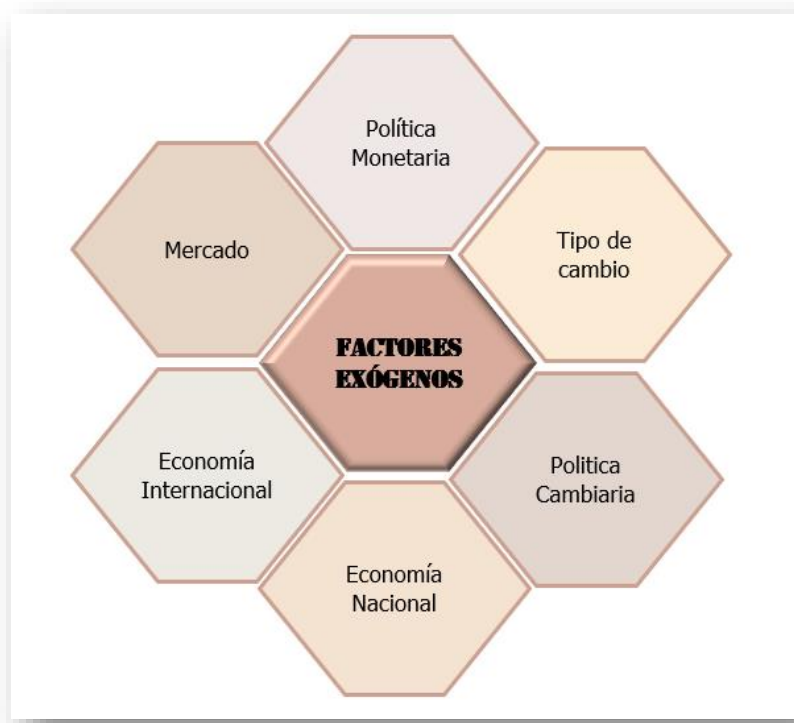 Política
Monetaria
Tipo de
cambio
Mercado
FACTORES
EXÓGENOS
Economía
Internacional
Politica
Cambiaria
Economía
Nacional